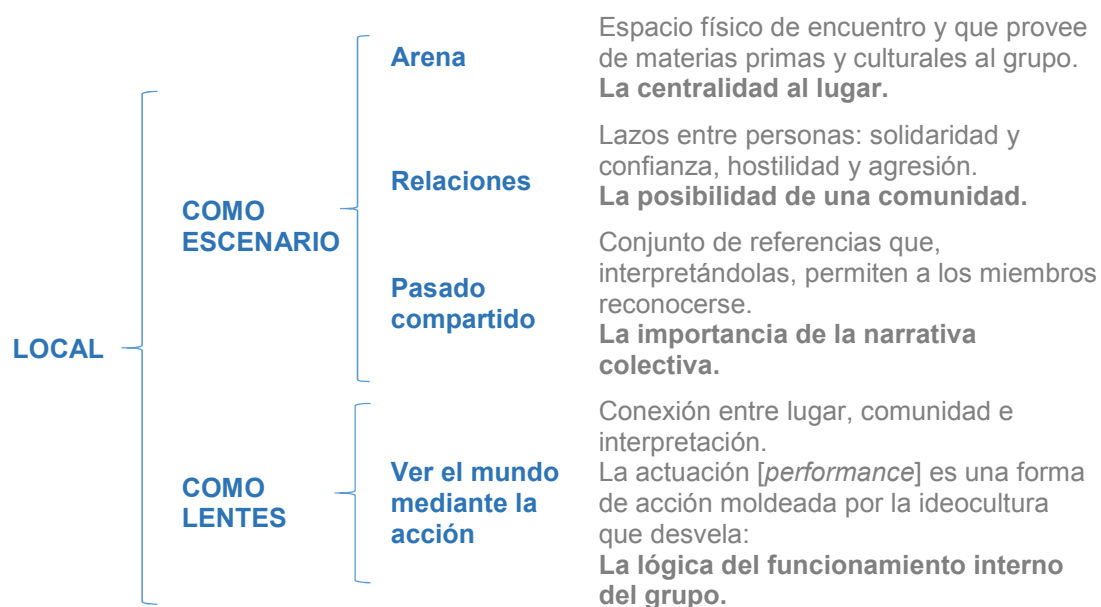 LOCAL
COMO
ESCENARIO
Arena
Espacio físico de encuentro y que provee
de materias primas y culturales al grupo.
La centralidad al lugar.
Relaciones
Lazos entre personas: solidaridad y
confianza, hostilidad y agresión.
La posibilidad de una comunidad.
Pasado
compartido
Conjunto de referencias que,
interpretándolas, permiten a los miembros
reconocerse.
La importancia de la narrativa
colectiva.
COMO
LENTES
Ver el mundo
mediante la
acción
Conexión entre lugar, comunidad e
interpretación.
La actuación [performance] es una forma
de acción moldeada por la ideocultura
que desvela:
La lógica del funcionamiento interno
del grupo.